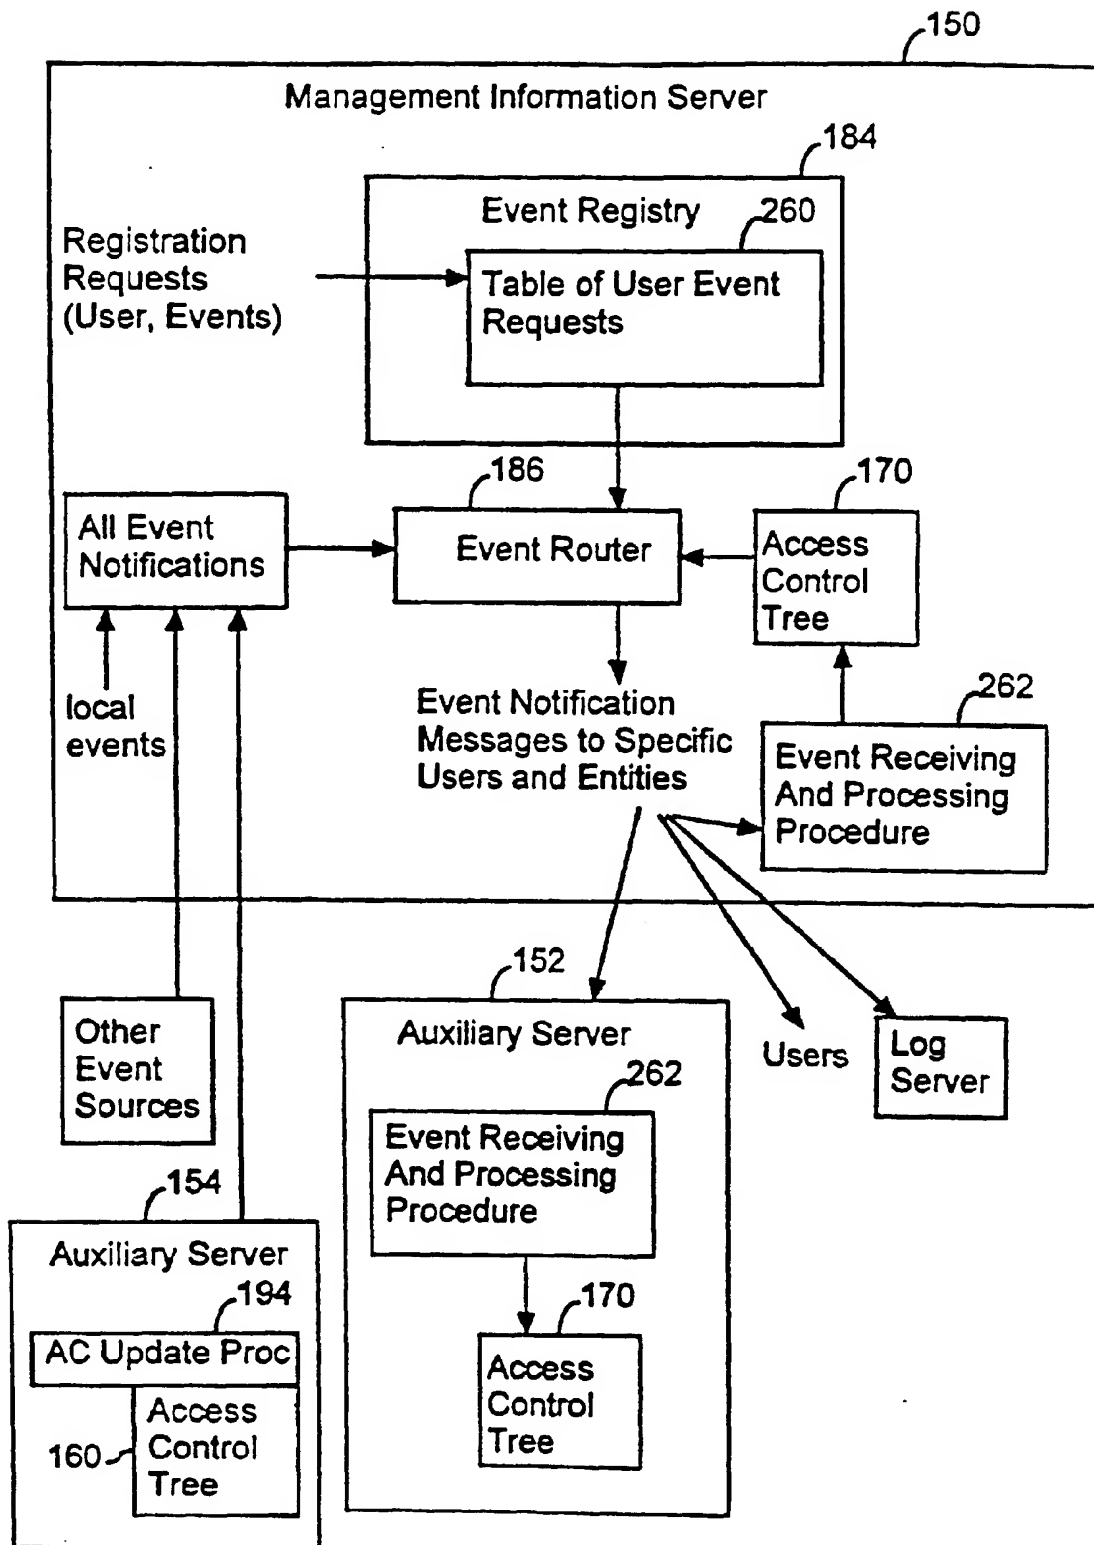 150
Management Information Server
184
Event Registry
260
Registration
Requests
(User, Events)
Table of User Event
Requests
186
170
All Event
Notifications
Event Router
Access
Control
Tree
local
events
Event Notification
Messages to Specific
Users and Entities
262
Event Receiving
And Processing
Procedure
152
Other
Event
Sources
Auxiliary Server
262
Users
Log
Server
Event Receiving
And Processing
Procedure
154
Auxiliary Server
194
AC Update Proc
170
Access
Control
Tree
160
Access
Control
Tree